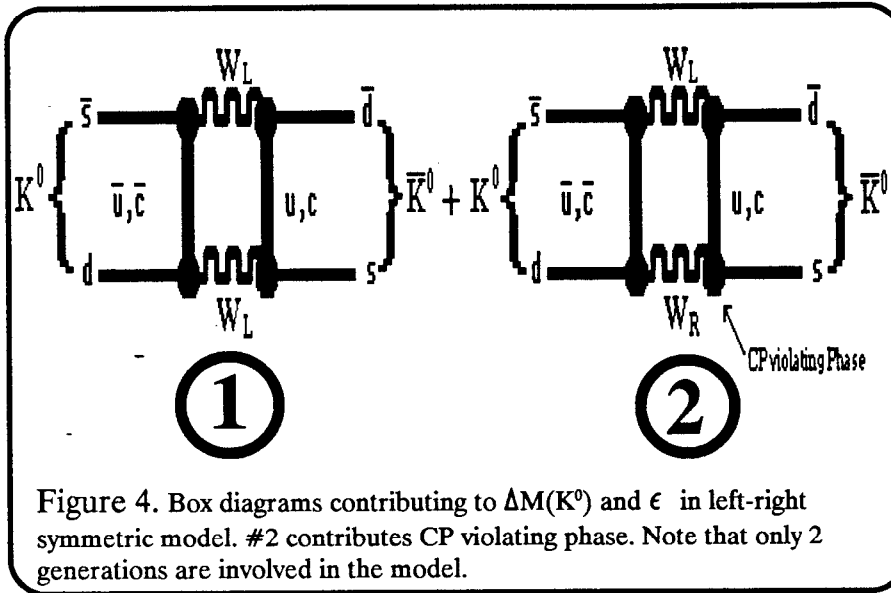 W_L W_L
s̄ d̄ s̄ d̄
K⁰ ū,c̄ u,c K̄⁰ + K⁰ ū,c̄ u,c K̄⁰
d s d s
W_L W_R
CP violating Phase
1 2
Figure 4. Box diagrams contributing to ΔM(K⁰) and ϵ in left-right
symmetric model. #2 contributes CP violating phase. Note that only 2
generations are involved in the model.